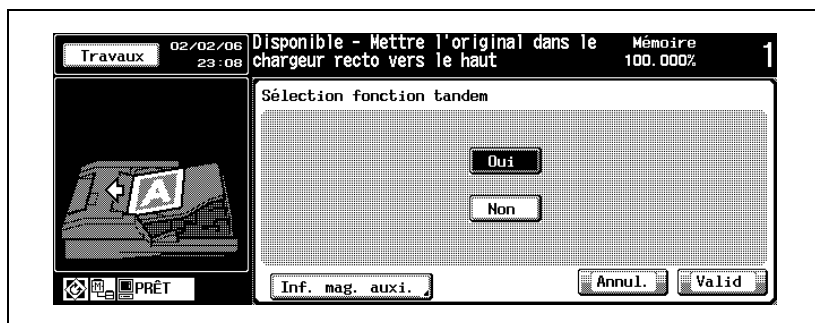 Travaux
02/02/06
23:08
Disponible - Mettre l'original dans le
chargeur recto vers le haut
Mémoire
100.000%
1
Sélection fonction tandem
A
Oui
Non
M
PRÊT
Inf. mag. auxi.
Annul.
Valid